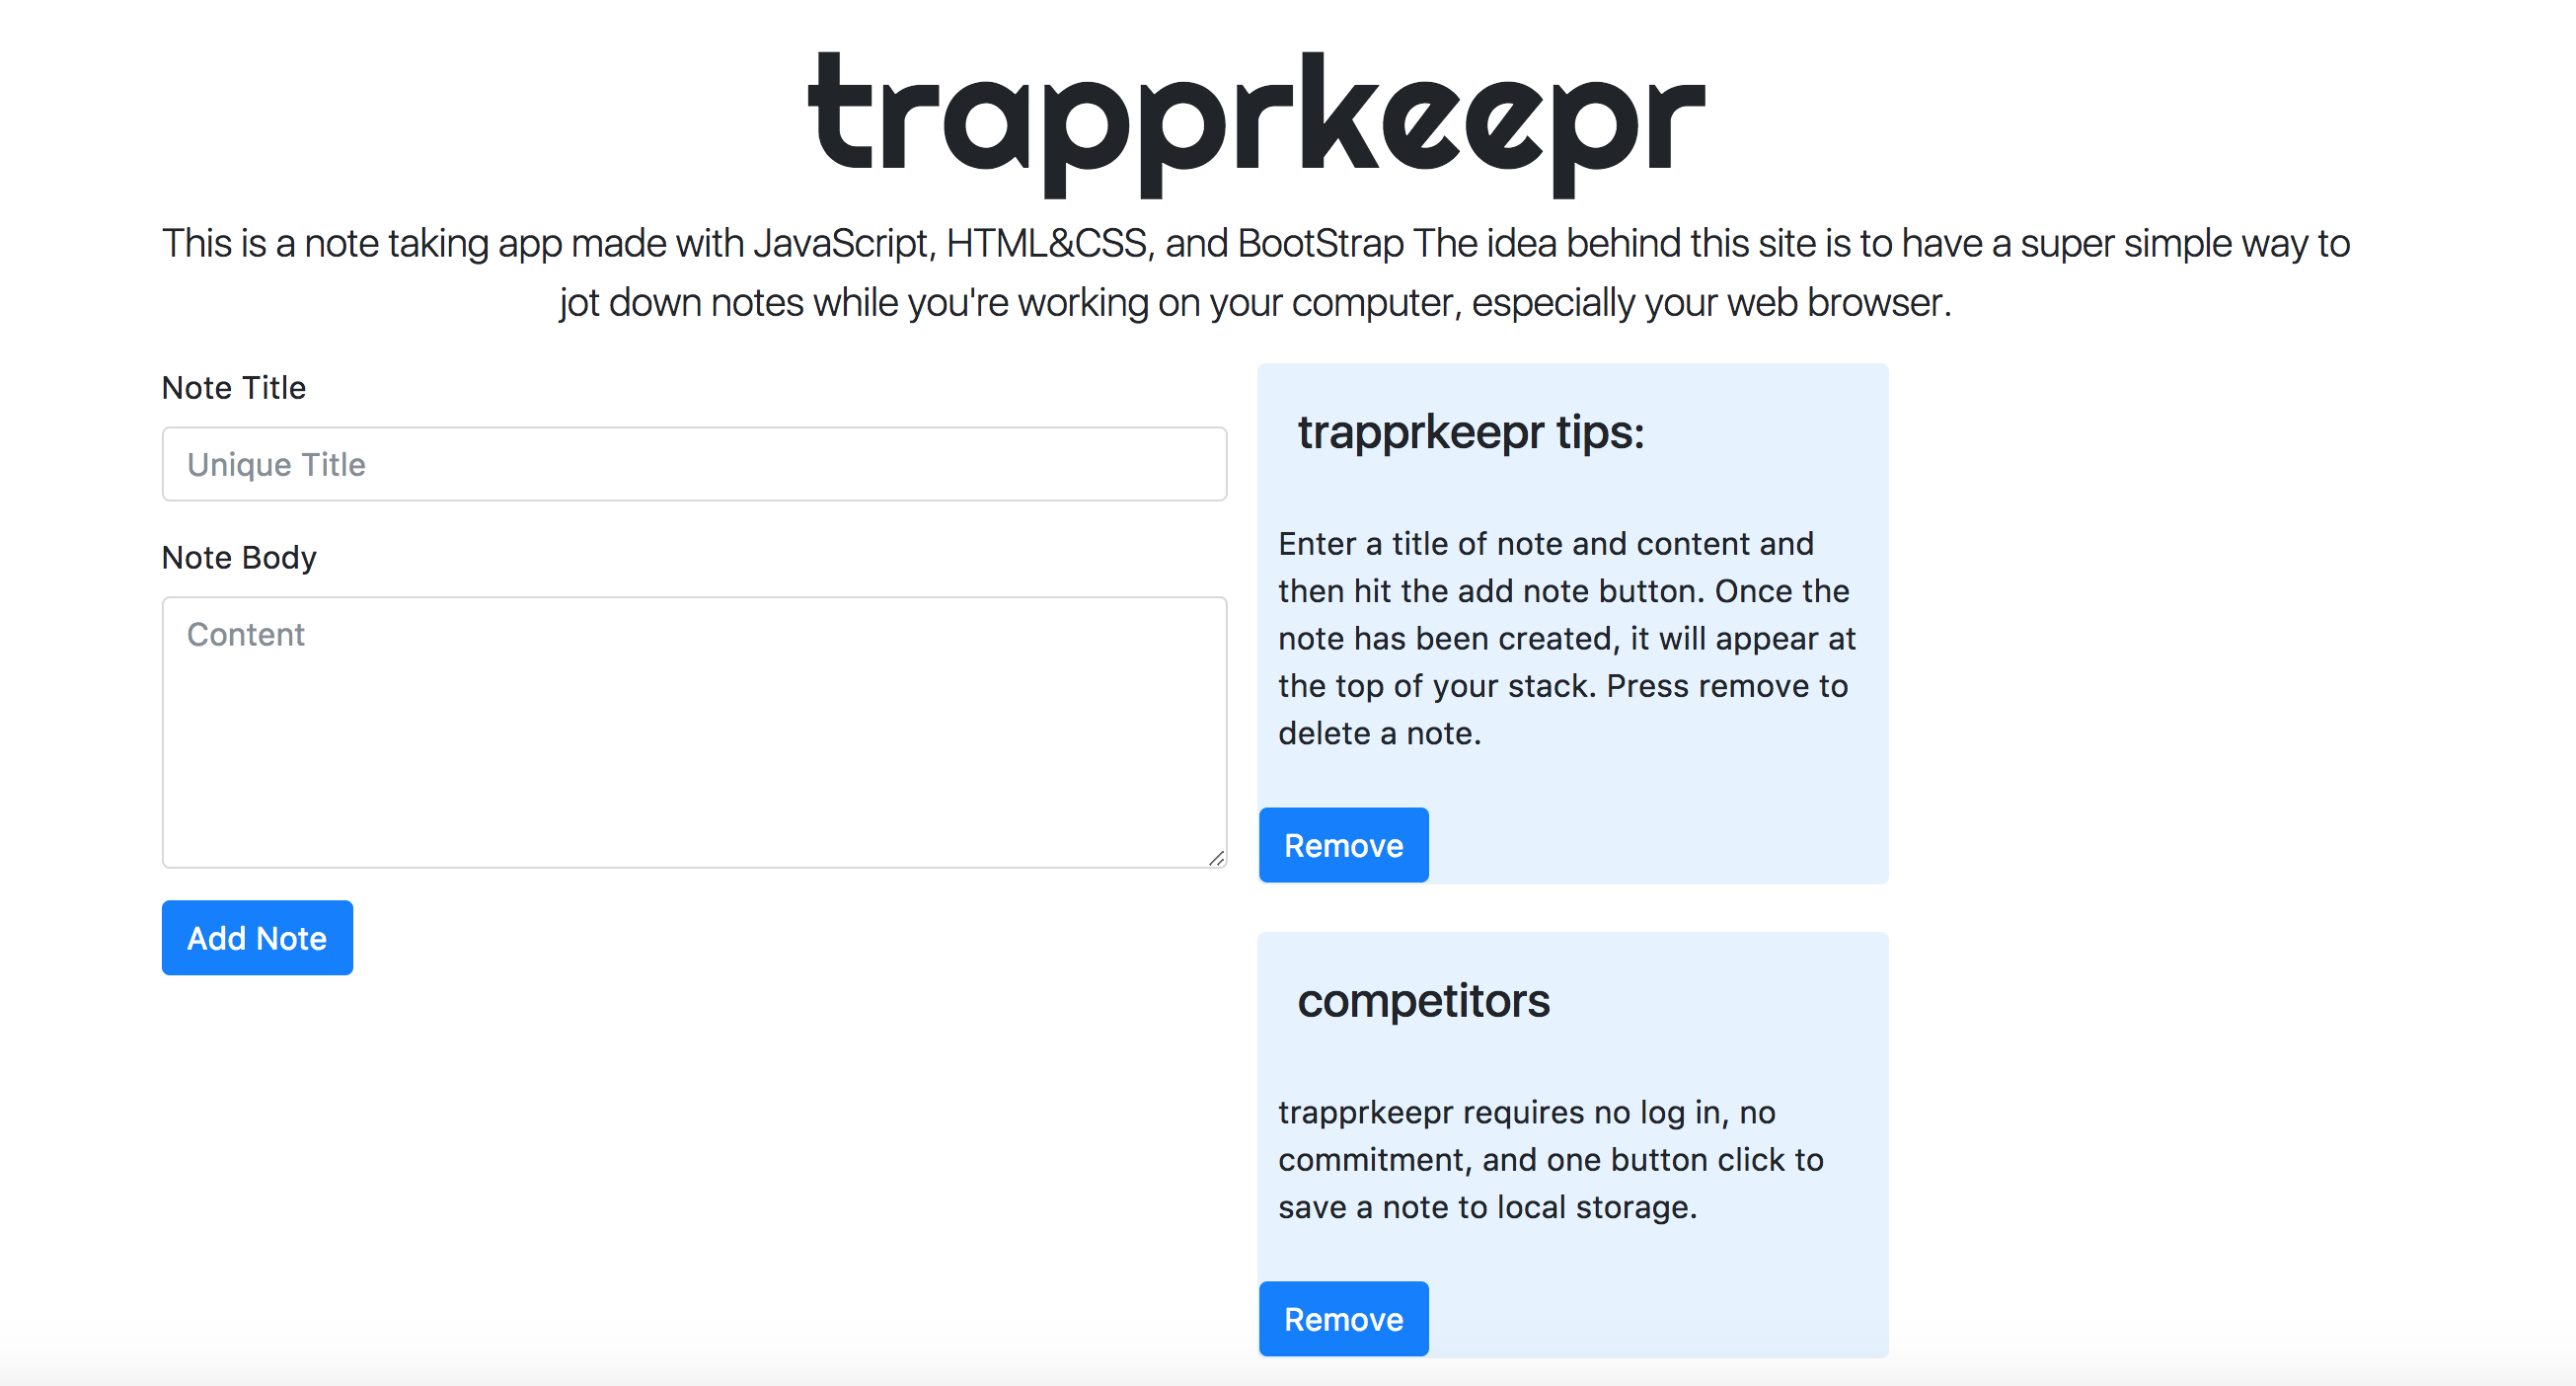 trapprkeepr
This is a note taking app made with JavaScript, HTML&CSS, and BootStrap The idea behind this site is to have a super simple way to
jot down notes while you're working on your computer, especially your web browser.
Note Title
Unique Title
Note Body
Content
Add Note
trapprkeepr tips:
Enter a title of note and content and
then hit the add note button. Once the
note has been created, it will appear at
the top of your stack. Press remove to
delete a note.
Remove
competitors
trapprkeepr requires no log in, no
commitment, and one button click to
save a note to local storage.
Remove